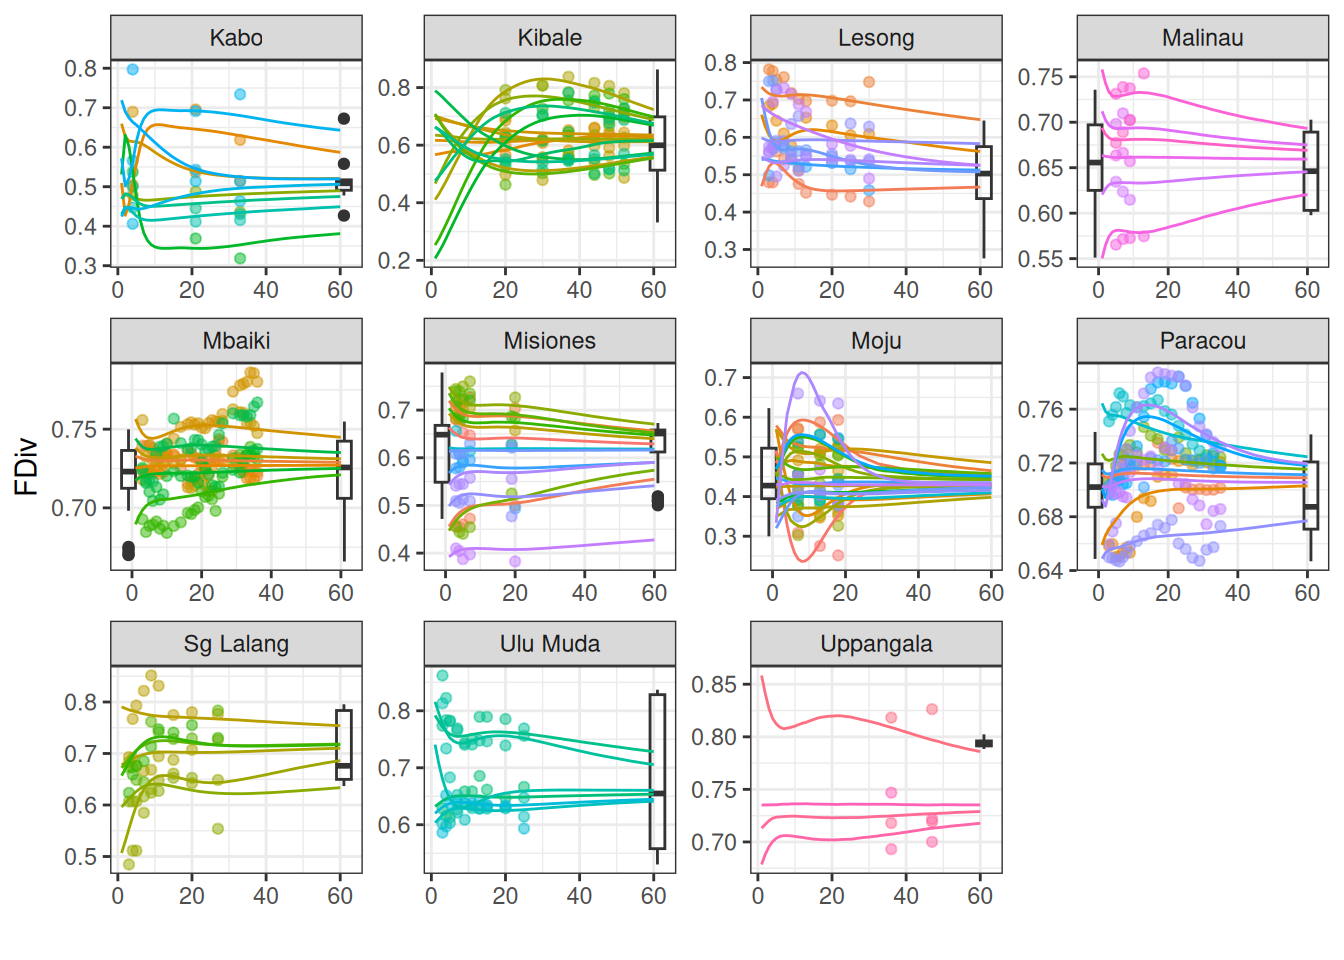 Kabo Kibale Lesong Malinau
0.8 0.7 0.6 0.5 0.4 0.3
0.8 0.6 0.4 0.2
0.8 0.7 0.6 0.5 0.4 0.3
0.75 0.70 0.65 0.60 0.55
0 20 40 60 0 20 40 60 0 20 40 60 0 20 40 60
Mbaiki Misiones Moju Paracou
FDiv
0.75 0.70
0.7 0.6 0.5 0.4
0.7 0.6 0.5 0.4 0.3
0.76 0.72 0.68 0.64
0 20 40 60 0 20 40 60 0 20 40 60 0 20 40 60
Sg Lalang Ulu Muda Uppangala
0.8 0.7 0.6 0.5
0.8 0.7 0.6
0.85 0.80 0.75 0.70
0 20 40 60 0 20 40 60 0 20 40 60